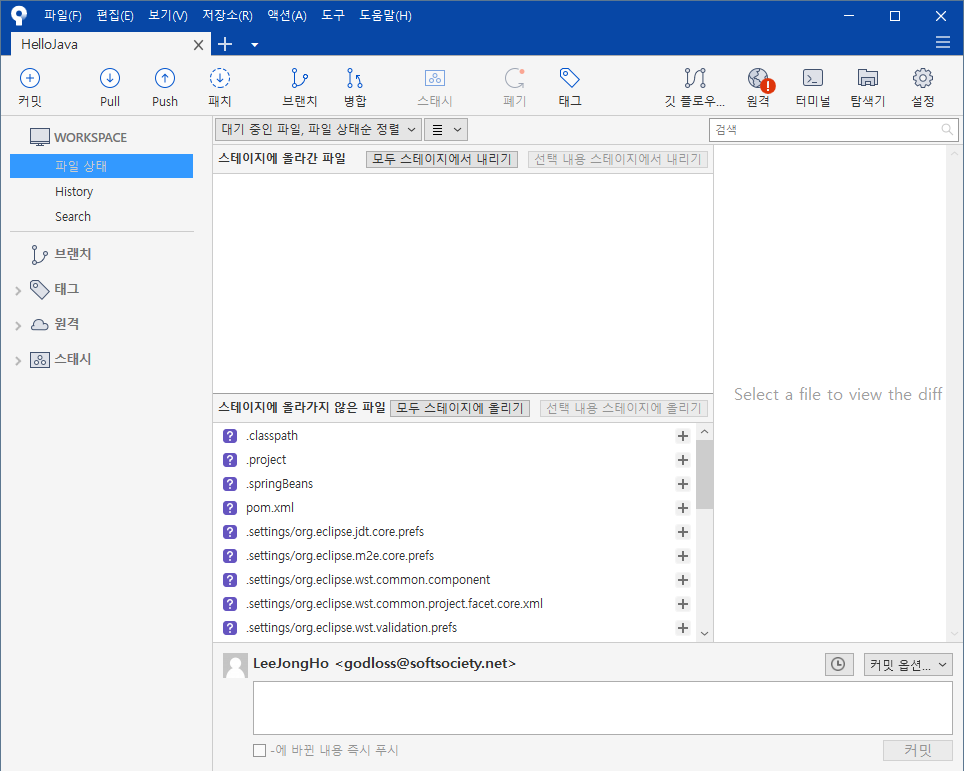 파일(F) 편집(E) 보기(V) 저장소(R) 액션(A) 도구 도움말(H)
HelloJava
커밋 Pull Push 패치 브랜치 병합 스태시 폐기 태그 깃 플로우... 원격 터미널 탐색기 설정
WORKSPACE
파일 상태
History
Search
브랜치
태그
원격
스태시
대기 중인 파일, 파일 상태순 정렬
검색
스테이지에 올라간 파일 모두 스테이지에서 내리기 선택 내용 스테이지에서 내리기
Select a file to view the diff
스테이지에 올라가지 않은 파일 모두 스테이지에 올리기 선택 내용 스테이지에 올리기
.classpath
.project
.springBeans
pom.xml
.settings/org.eclipse.jdt.core.prefs
.settings/org.eclipse.m2e.core.prefs
.settings/org.eclipse.wst.common.component
.settings/org.eclipse.wst.common.project.facet.core.xml
.settings/org.eclipse.wst.validation.prefs
LeeJongHo <godloss@softsociety.net>
커밋 옵션...
-에 바뀐 내용 즉시 푸시
커밋